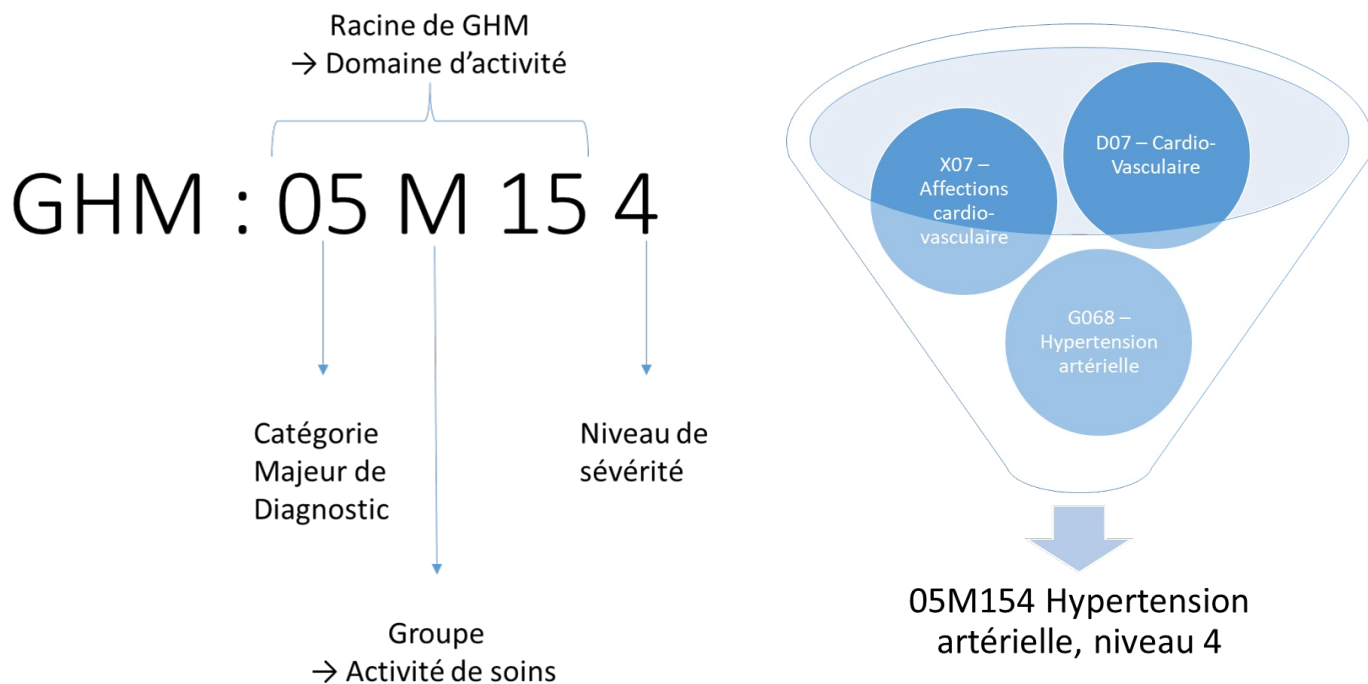 Racine de GHM
→ Domaine d’activité
GHM : 05 M 15 4
Catégorie
Majeur de
Diagnostic
Niveau de
sévérité
Groupe
→ Activité de soins
X07 –
Affections
cardio-
vasculaire
D07 – Cardio-
Vasculaire
G068 –
Hypertension
artérielle
05M154 Hypertension
artérielle, niveau 4